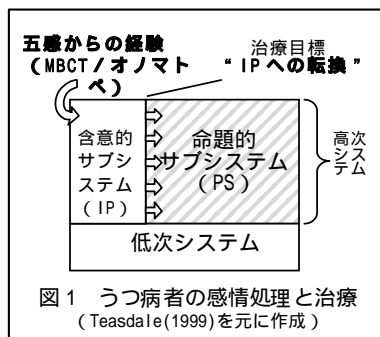 五感からの経験
(MBCT/オノマト
ペ)
治療目標
“IPへの転換”
含意的
サブシ
ステム
(IP)
命題的
サブシステム
(PS)
高次
システ
ム
低次システム
図1 うつ病者の感情処理と治療
(Teasdale(1999)を元に作成)